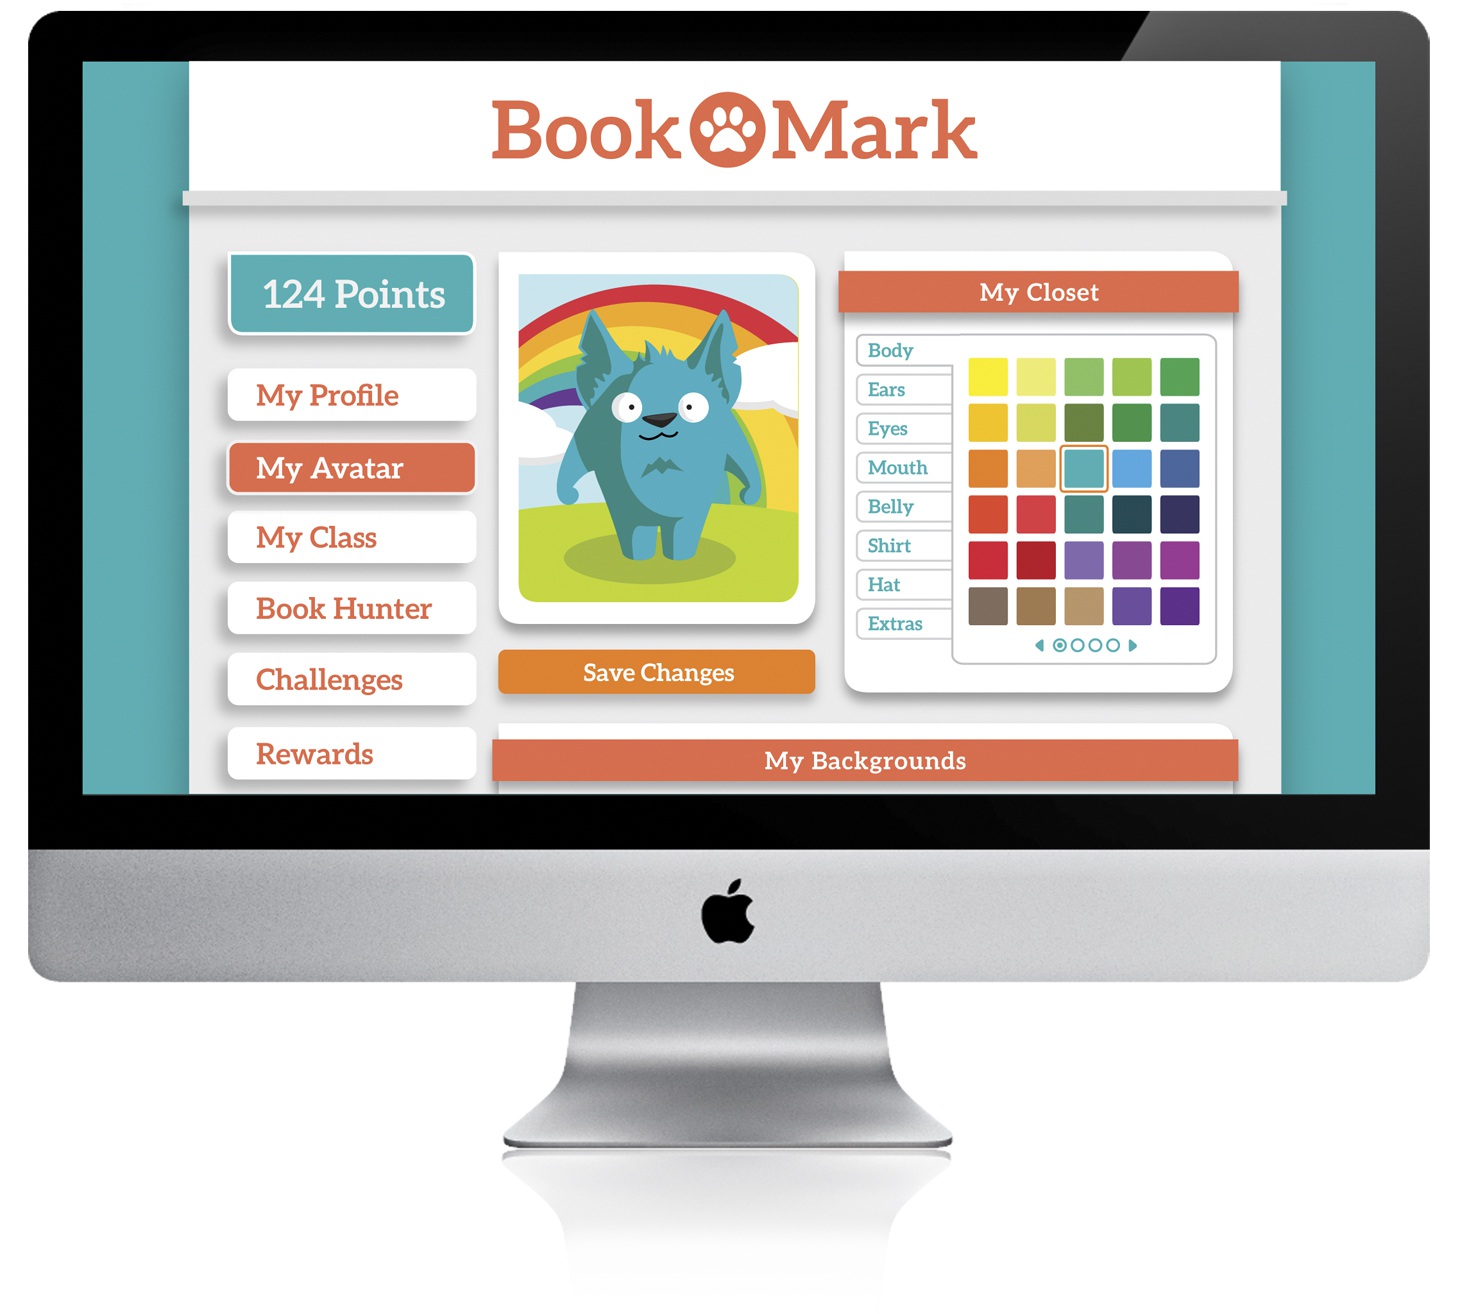 Book Mark
124 Points
My Profile
My Avatar
My Class
Book Hunter
Challenges
Rewards
Save Changes
My Closet
Body
Ears
Eyes
Mouth
Belly
Shirt
Hat
Extras
My Backgrounds